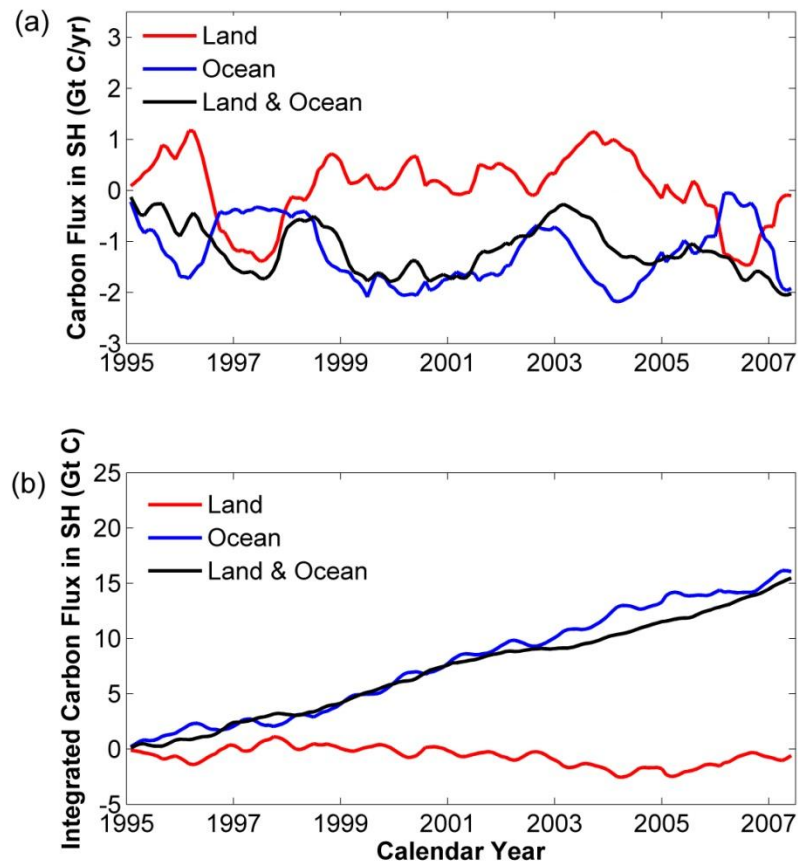 (a)
Carbon Flux in SH (Gt C/yr)
3
2
1
0
-1
-2
-3
Land
Ocean
Land & Ocean
1995 1997 1999 2001 2003 2005 2007
(b)
Integrated Carbon Flux in SH (Gt C)
25
20
15
10
5
0
-5
Land
Ocean
Land & Ocean
1995 1997 1999 2001 2003 2005 2007
Calendar Year